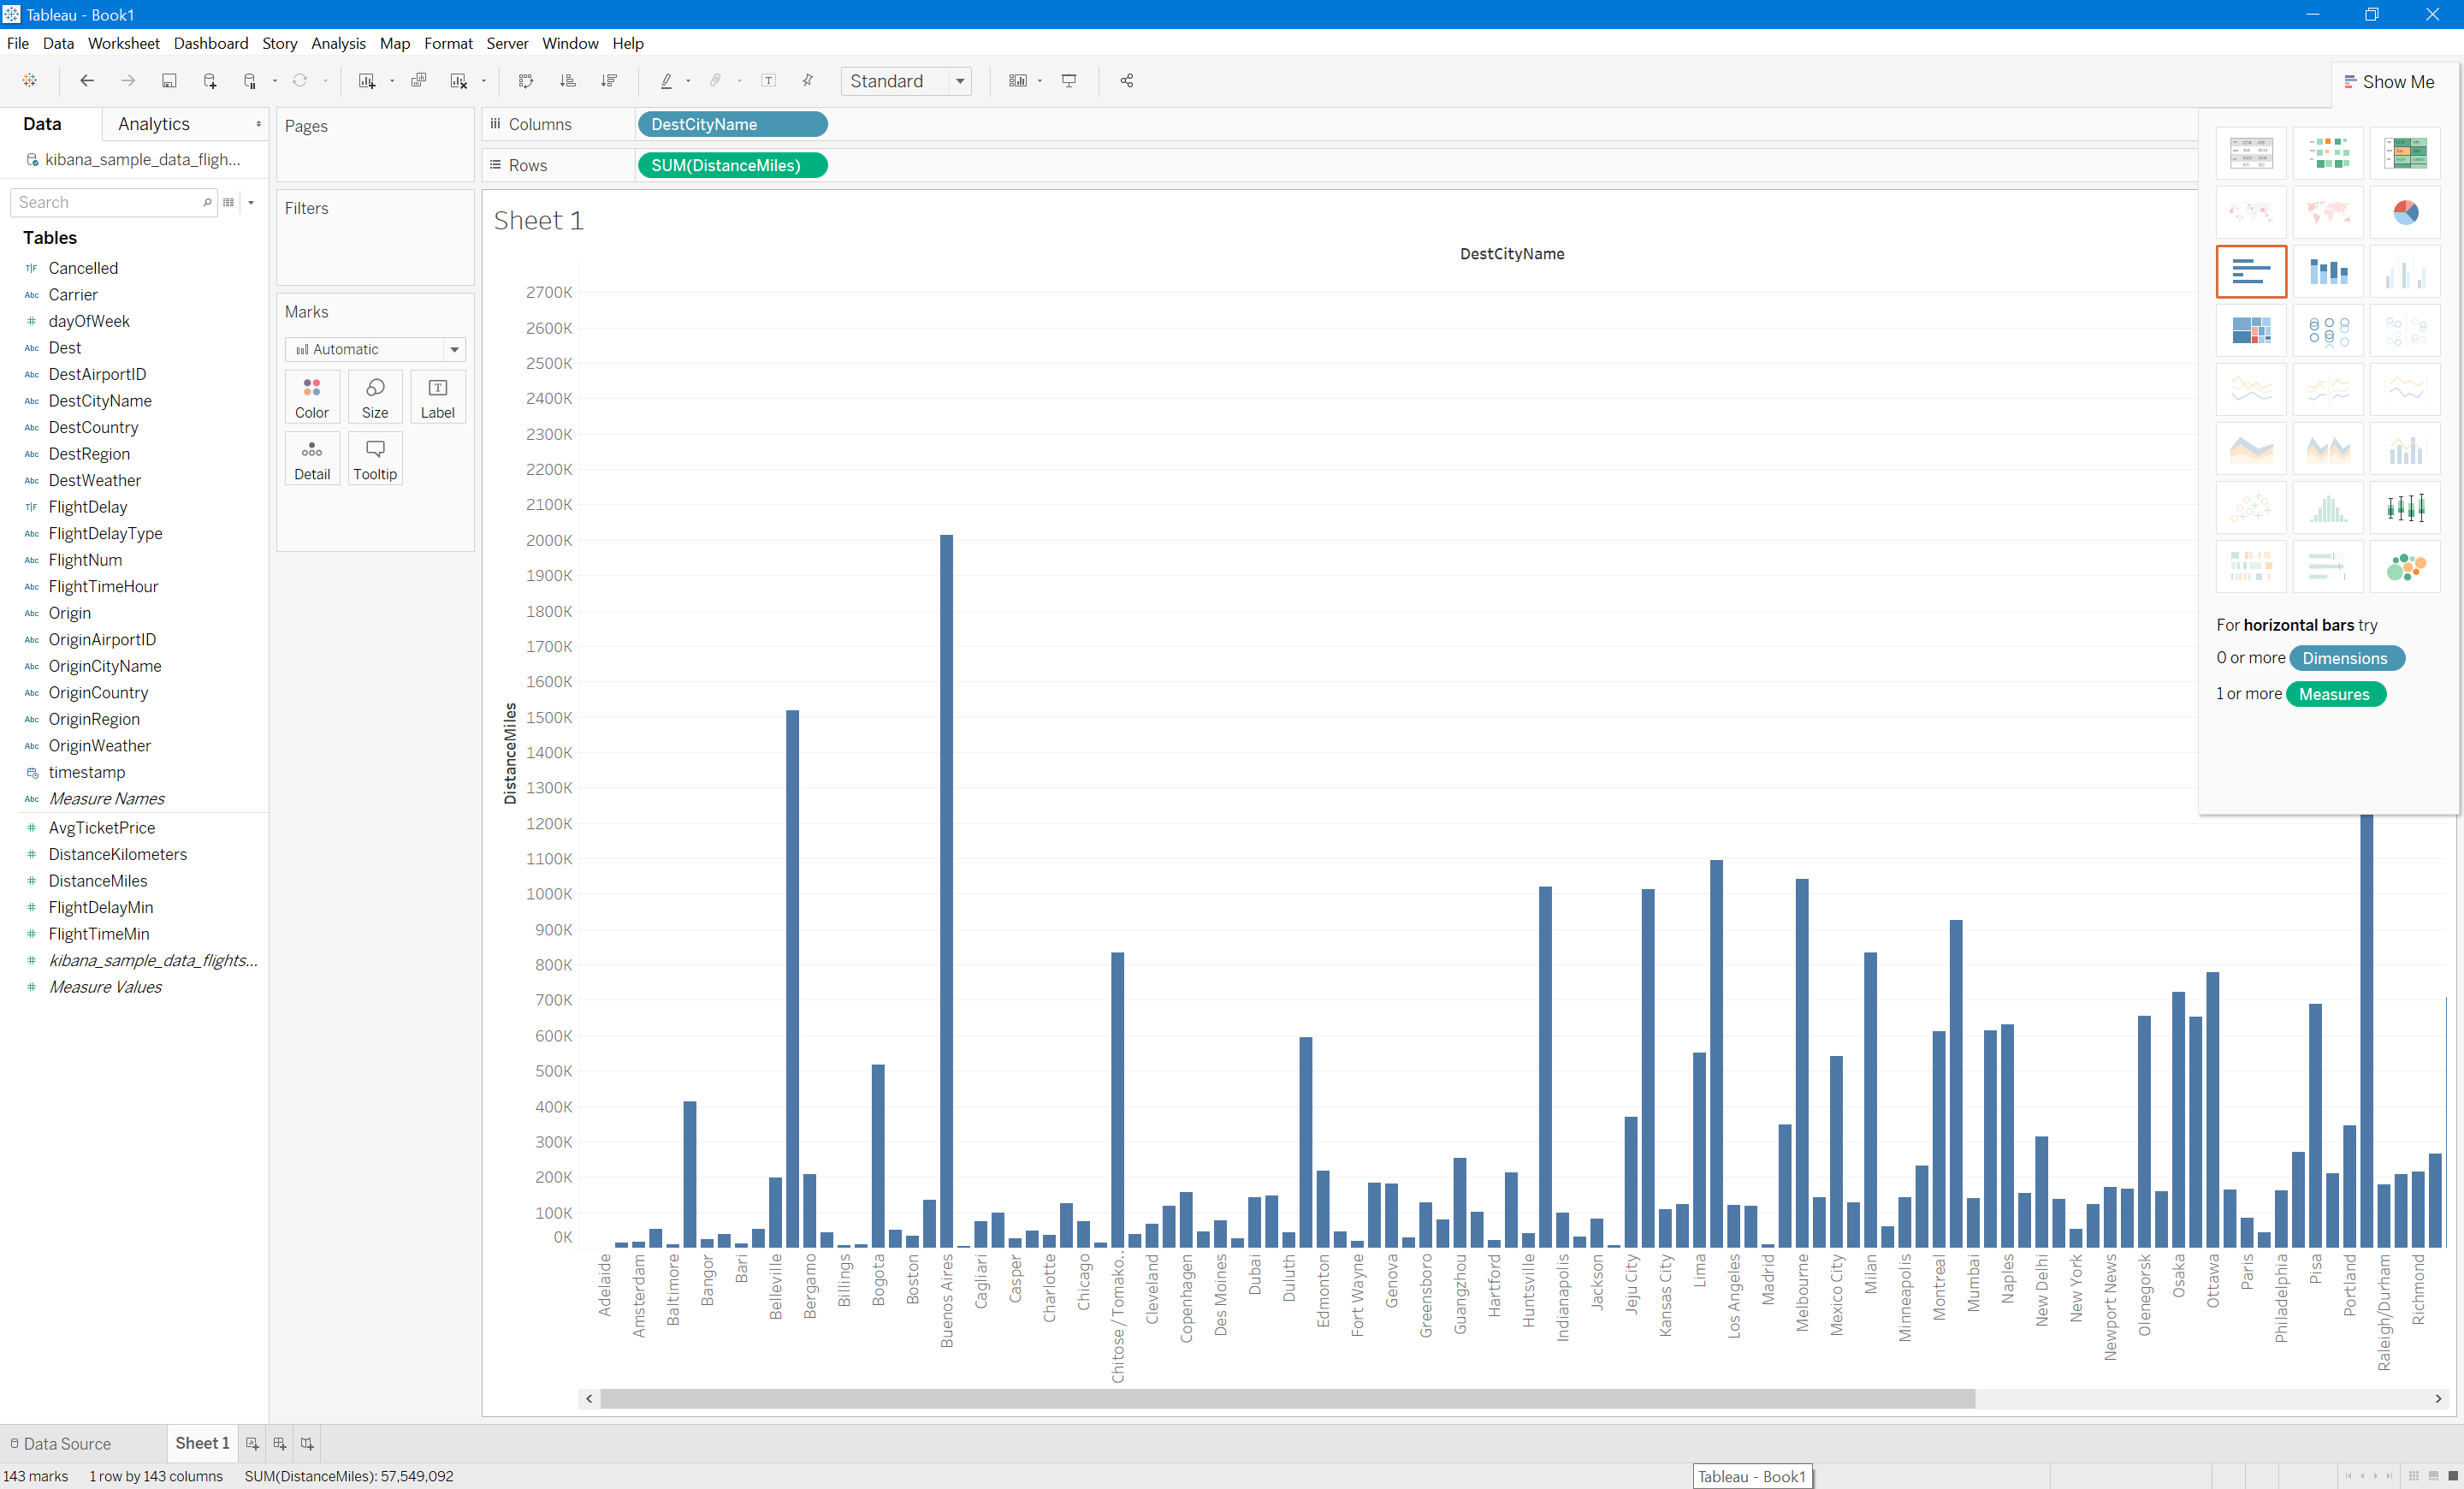 Tableau - Book1
File Data Worksheet Dashboard Story Analysis Map Format Server Window Help
Standard
Show Me
Data
Analytics
kibana_sample_data_fligh...
Search
Tables
Cancelled
Carrier
dayOfWeek
Dest
DestAirportID
DestCityName
DestCountry
DestRegion
DestWeather
FlightDelay
FlightDelayType
FlightNum
FlightTimeHour
Origin
OriginAirportID
OriginCityName
OriginCountry
OriginRegion
OriginWeather
timestamp
Measure Names
AvgTicketPrice
DistanceKilometers
DistanceMiles
FlightDelayMin
FlightTimeMin
kibana_sample_data_flights...
Measure Values
Pages
Filters
Marks
Automatic
Color Size Label
Detail Tooltip
Columns DestCityName
Rows SUM(DistanceMiles)
Sheet 1
DestCityName
DistanceMiles
2700K
2600K
2500K
2400K
2300K
2200K
2100K
2000K
1900K
1800K
1700K
1600K
1500K
1400K
1300K
1200K
1100K
1000K
900K
800K
700K
600K
500K
400K
300K
200K
100K
0K
Adelaide
Amsterdam
Baltimore
Bangor
Bari
Belleville
Bergamo
Billings
Bogota
Boston
Buenos Aires
Cagliari
Casper
Charlotte
Chicago
Chitose / Tomako..
Cleveland
Copenhagen
Des Moines
Dubai
Duluth
Edmonton
Fort Wayne
Genova
Greensboro
Guangzhou
Hartford
Huntsville
Indianapolis
Jackson
Jeju City
Kansas City
Lima
Los Angeles
Madrid
Melbourne
Mexico City
Milan
Minneapolis
Montreal
Mumbai
Naples
New Delhi
New York
Newport News
Olenegorsk
Osaka
Ottawa
Paris
Philadelphia
Pisa
Portland
Raleigh/Durham
Richmond
For horizontal bars try
0 or more Dimensions
1 or more Measures
Data Source
Sheet 1
143 marks 1 row by 143 columns SUM(DistanceMiles): 57,549,092
Tableau - Book1